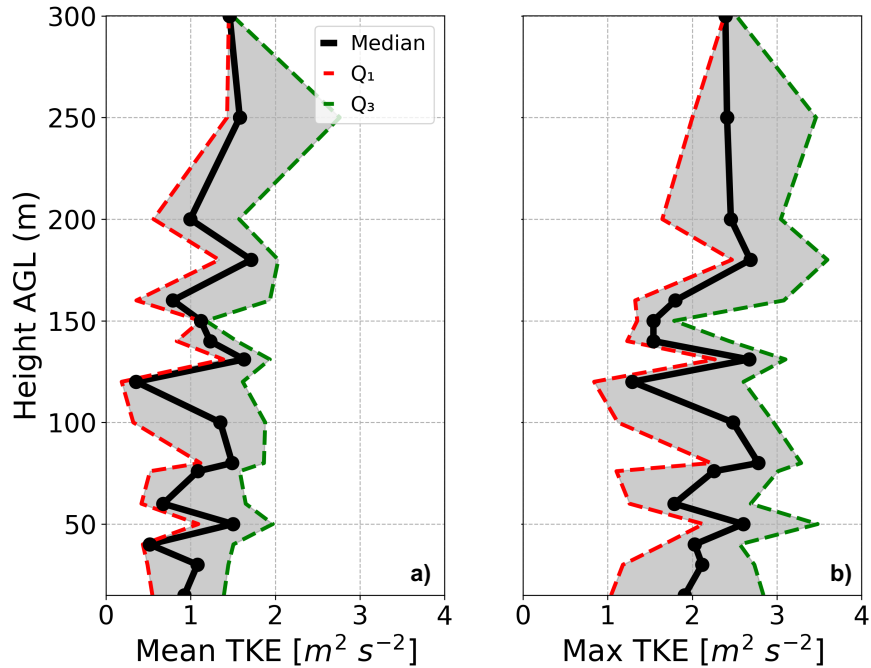 300
250
200
150
100
50
Height AGL (m)
Median
Q₁
Q₃
a)
0
1
2
3
4
Mean TKE [m² s⁻²]
b)
0
1
2
3
4
Max TKE [m² s⁻²]